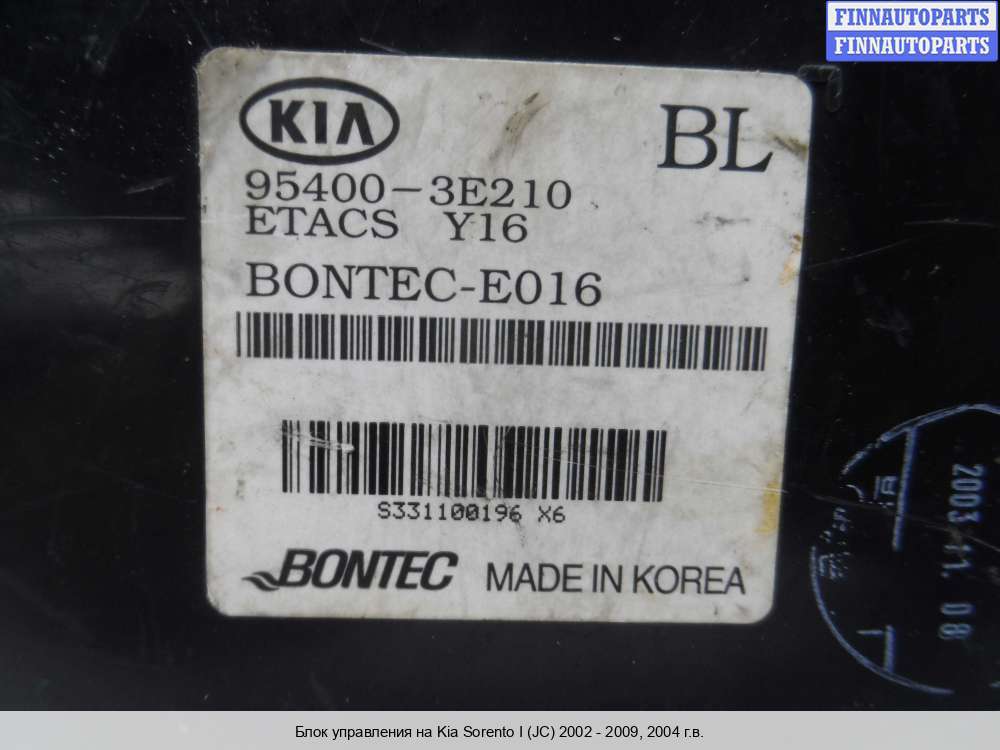 FINNAUTOPARTS
FINNAUTOPARTS
KIA
BL
95400-3E210
ETACS Y16
BONTEC-E016
S331100196 X6
BONTEC MADE IN KOREA
2003.11.08
Блок управления на Kia Sorento I (JC) 2002 - 2009, 2004 г.в.